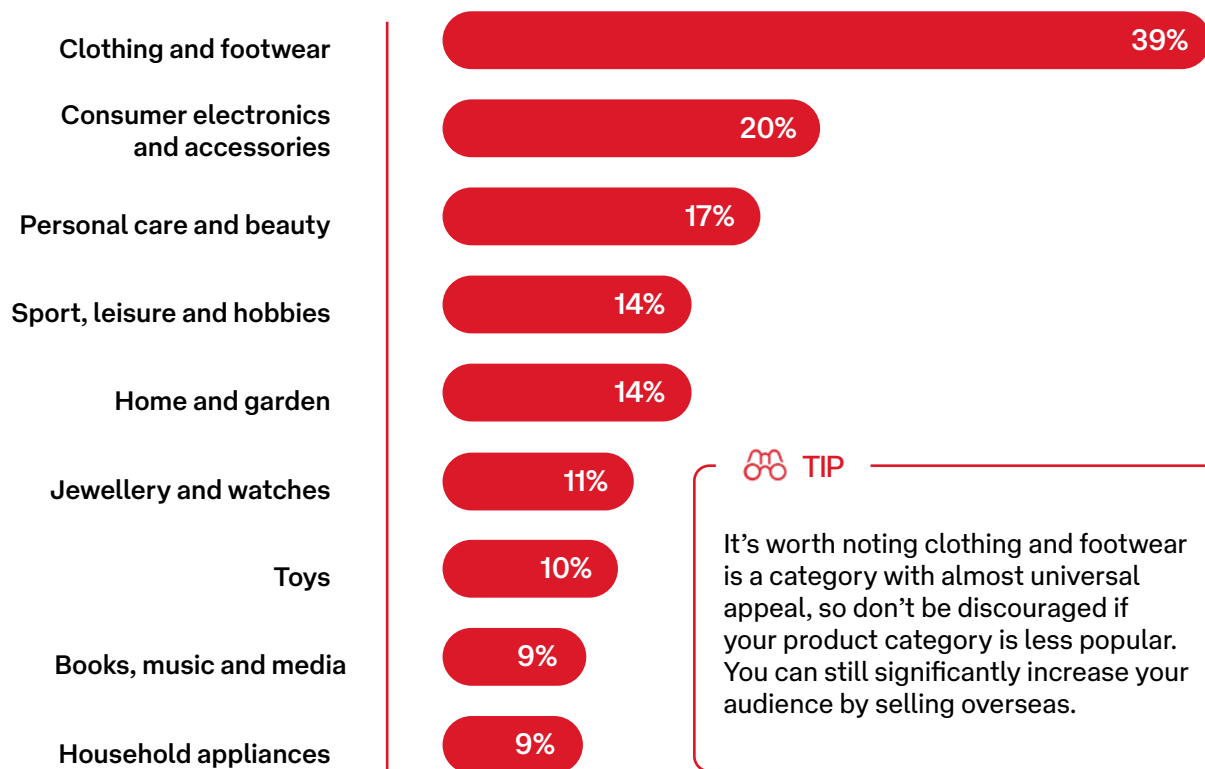 Clothing and footwear
39%
Consumer electronics
and accessories
20%
Personal care and beauty
17%
Sport, leisure and hobbies
14%
Home and garden
14%
Jewellery and watches
11%
Toys
10%
Books, music and media
9%
Household appliances
9%
TIP
It’s worth noting clothing and footwear
is a category with almost universal
appeal, so don’t be discouraged if
your product category is less popular.
You can still significantly increase your
audience by selling overseas.